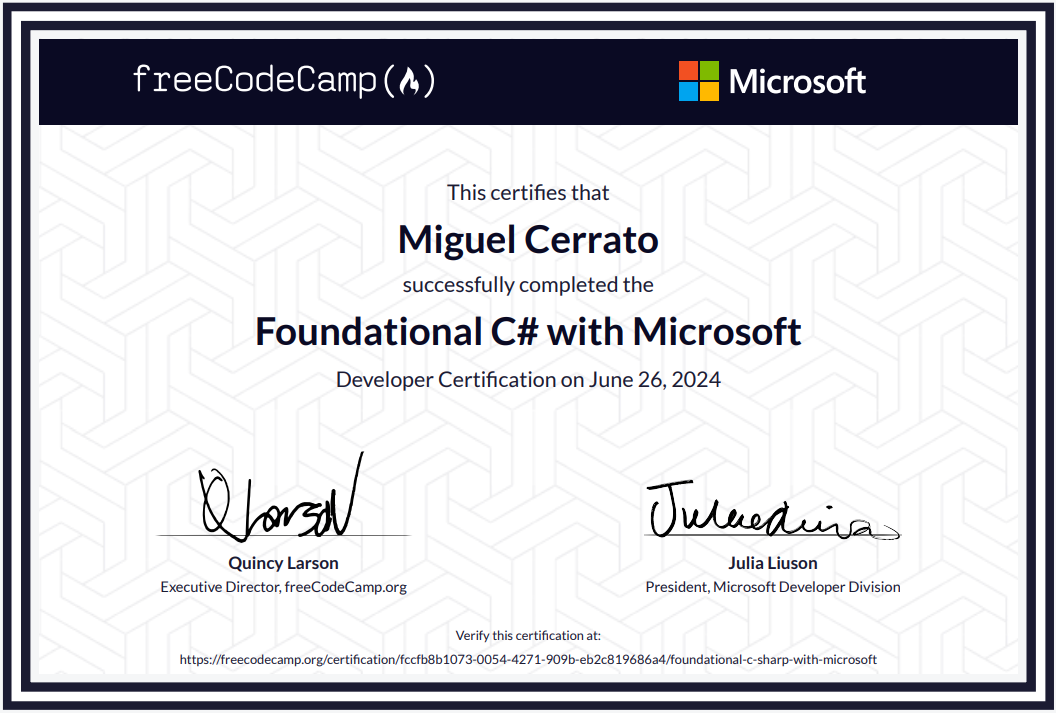 freeCodeCamp(🔥)
Microsoft
This certifies that
Miguel Cerrato
successfully completed the
Foundational C# with Microsoft
Developer Certification on June 26, 2024
Quincy Larson
Executive Director, freeCodeCamp.org
Julia Liuson
President, Microsoft Developer Division
Verify this certification at:
https://freecodecamp.org/certification/fccfb8b1073-0054-4271-909b-eb2c819686a4/foundational-c-sharp-with-microsoft